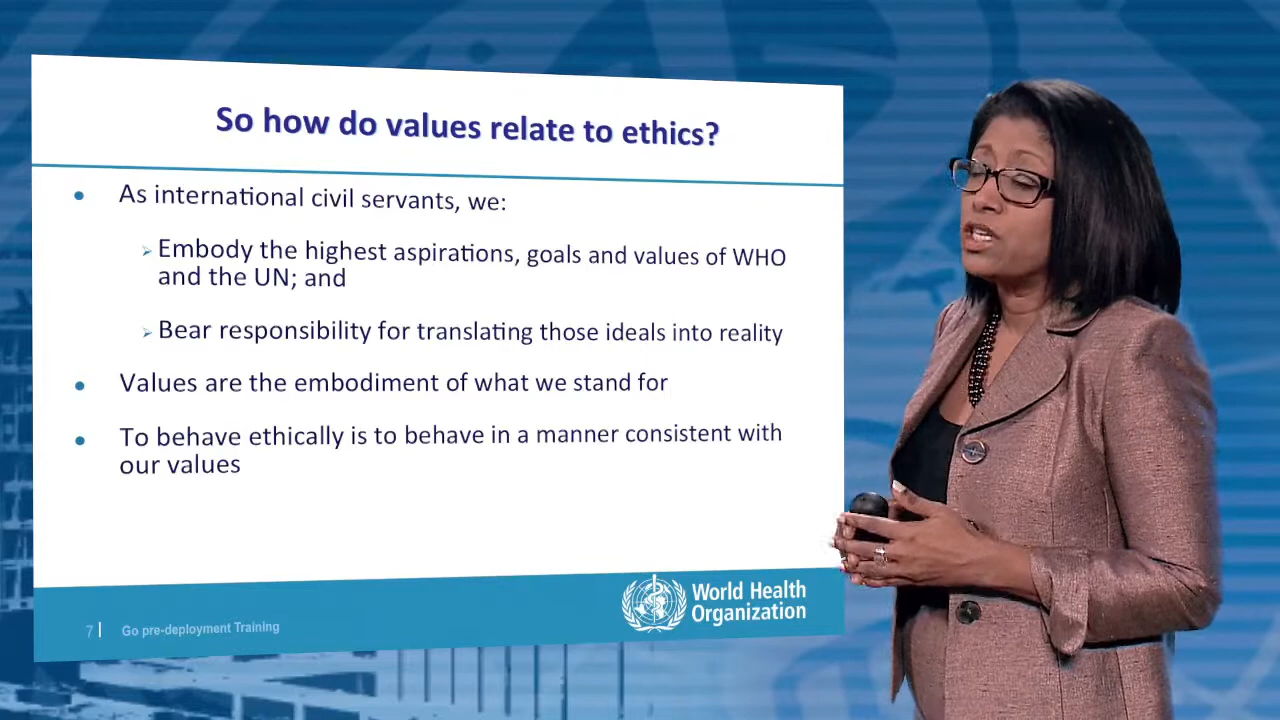 So how do values relate to ethics?
• As international civil servants, we:
➢ Embody the highest aspirations, goals and values of WHO
and the UN; and
➢ Bear responsibility for translating those ideals into reality
• Values are the embodiment of what we stand for
• To behave ethically is to behave in a manner consistent with
our values
World Health
Organization
7 | Go pre-deployment Training